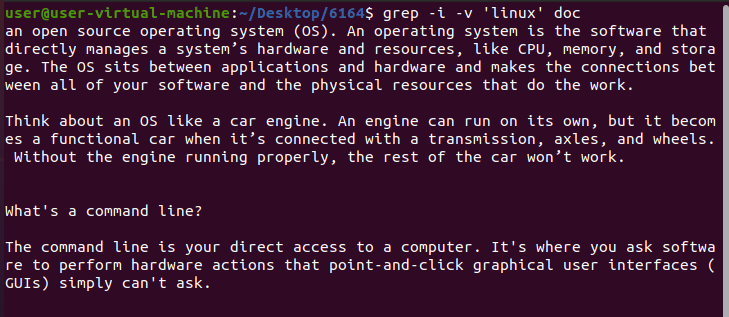 user@user-virtual-machine:~/Desktop/6164$ grep -i -v 'linux' doc
an open source operating system (OS). An operating system is the software that
directly manages a system’s hardware and resources, like CPU, memory, and stora
ge. The OS sits between applications and hardware and makes the connections bet
ween all of your software and the physical resources that do the work.

Think about an OS like a car engine. An engine can run on its own, but it becom
es a functional car when it’s connected with a transmission, axles, and wheels.
 Without the engine running properly, the rest of the car won’t work.


What's a command line?

The command line is your direct access to a computer. It's where you ask softwa
re to perform hardware actions that point-and-click graphical user interfaces (
GUIs) simply can't ask.